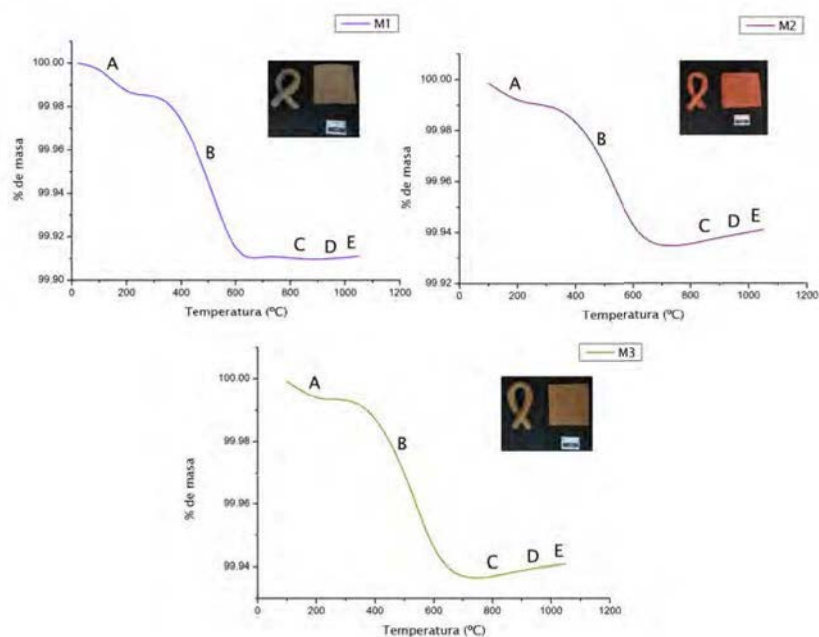 M1
100.00
99.98
99.96
99.94
99.92
99.90
% de masa
A
B
C D E
0 200 400 600 800 1000 1200
Temperatura (ºC)
M2
100.00
99.98
99.96
99.94
99.92
% de masa
A
B
C D E
0 200 400 600 800 1000 1200
Temperatura (ºC)
M3
100.00
99.98
99.96
99.94
% de masa
A
B
C D E
0 200 400 600 800 1000 1200
Temperatura (ºC)